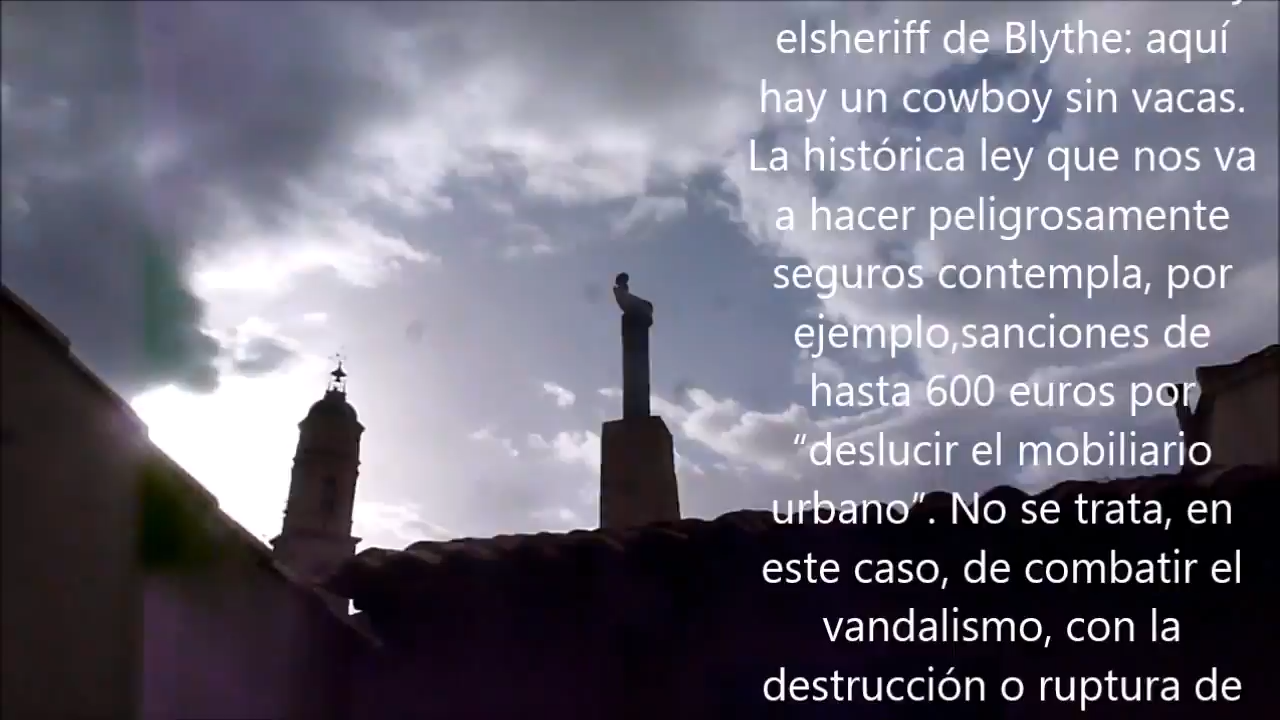 elsheriff de Blythe: aquí
hay un cowboy sin vacas.
La histórica ley que nos va
a hacer peligrosamente
seguros contempla, por
ejemplo,sanciones de
hasta 600 euros por
“deslucir el mobiliario
urbano”. No se trata, en
este caso, de combatir el
vandalismo, con la
destrucción o ruptura de